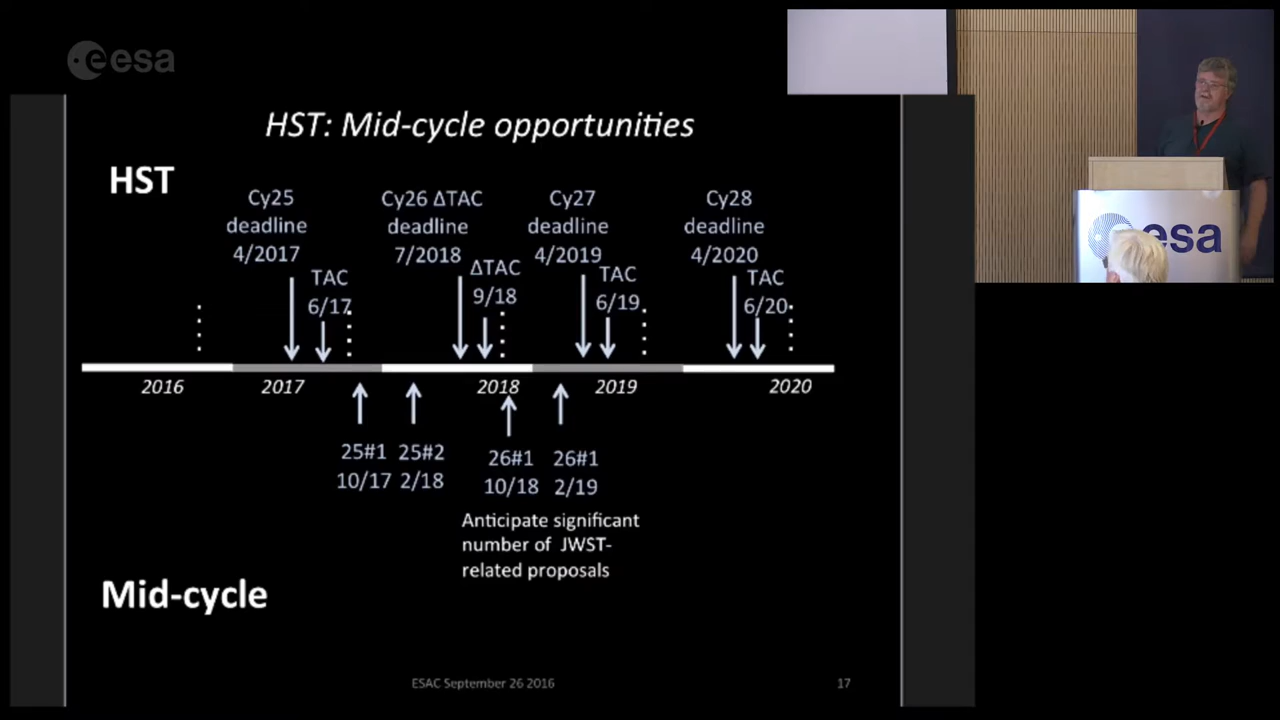 esa
HST: Mid-cycle opportunities
HST
Cy25
deadline
4/2017
TAC
6/17
Cy26 ΔTAC
deadline
7/2018
ΔTAC
9/18
Cy27
deadline
4/2019
TAC
6/19
Cy28
deadline
4/2020
TAC
6/20
2016
2017
2018
2019
2020
25#1
10/17
25#2
2/18
26#1
10/18
26#1
2/19
Anticipate significant
number of JWST-
related proposals
Mid-cycle
ESAC September 26 2016
17
esa